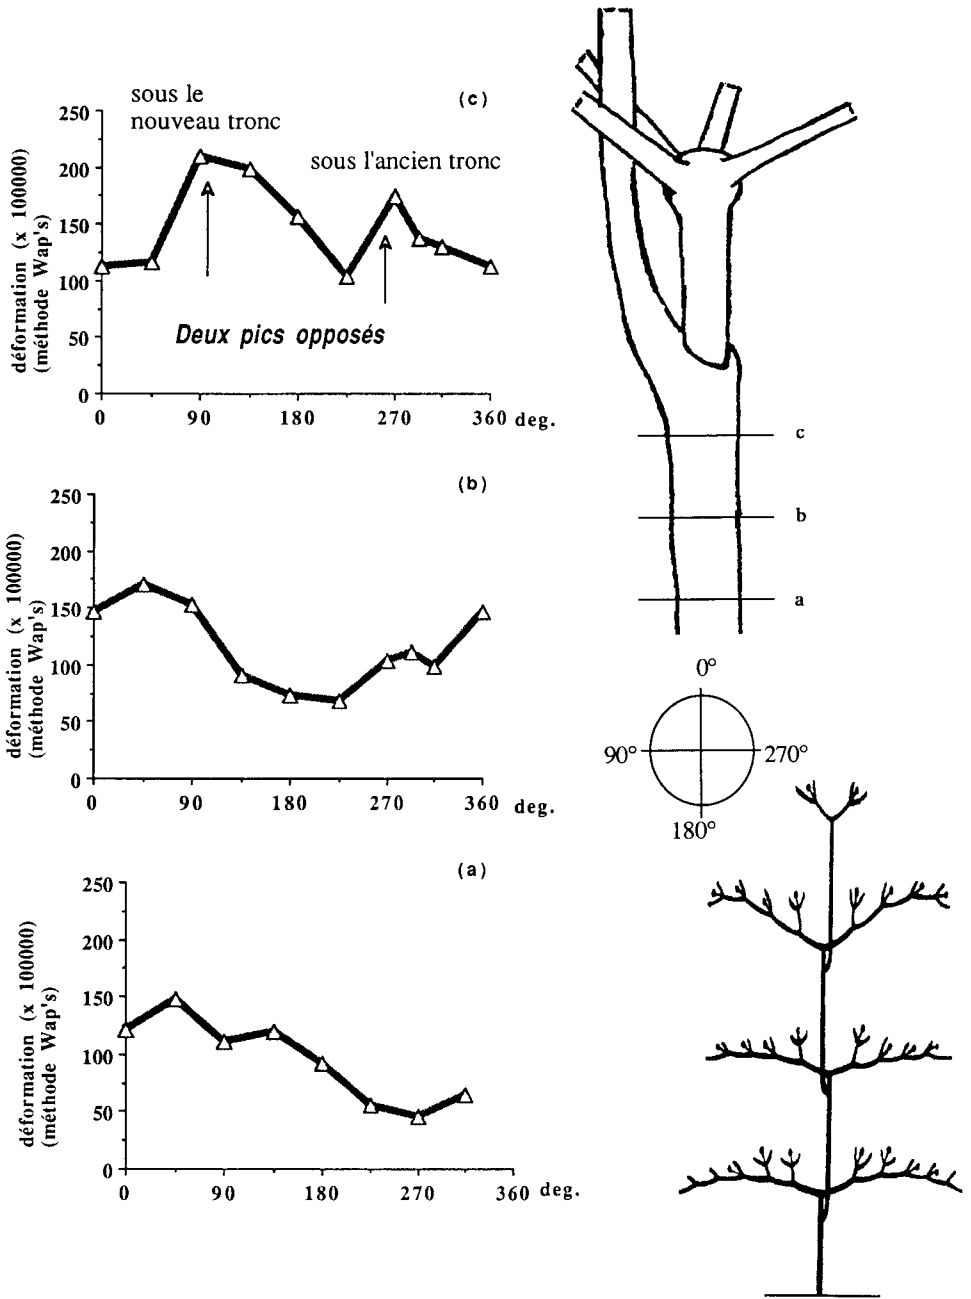 (c)
sous le
nouveau tronc
sous l'ancien tronc
Deux pics opposés
déformation (x 100000)
(méthode Wap's)
250
200
150
100
50
0
0 90 180 270 360 deg.
(b)
déformation (x 100000)
(méthode Wap's)
250
200
150
100
50
0
0 90 180 270 360 deg.
(a)
déformation (x 100000)
(méthode Wap's)
250
200
150
100
50
0
0 90 180 270 360 deg.
c
b
a
0°
90° 270°
180°